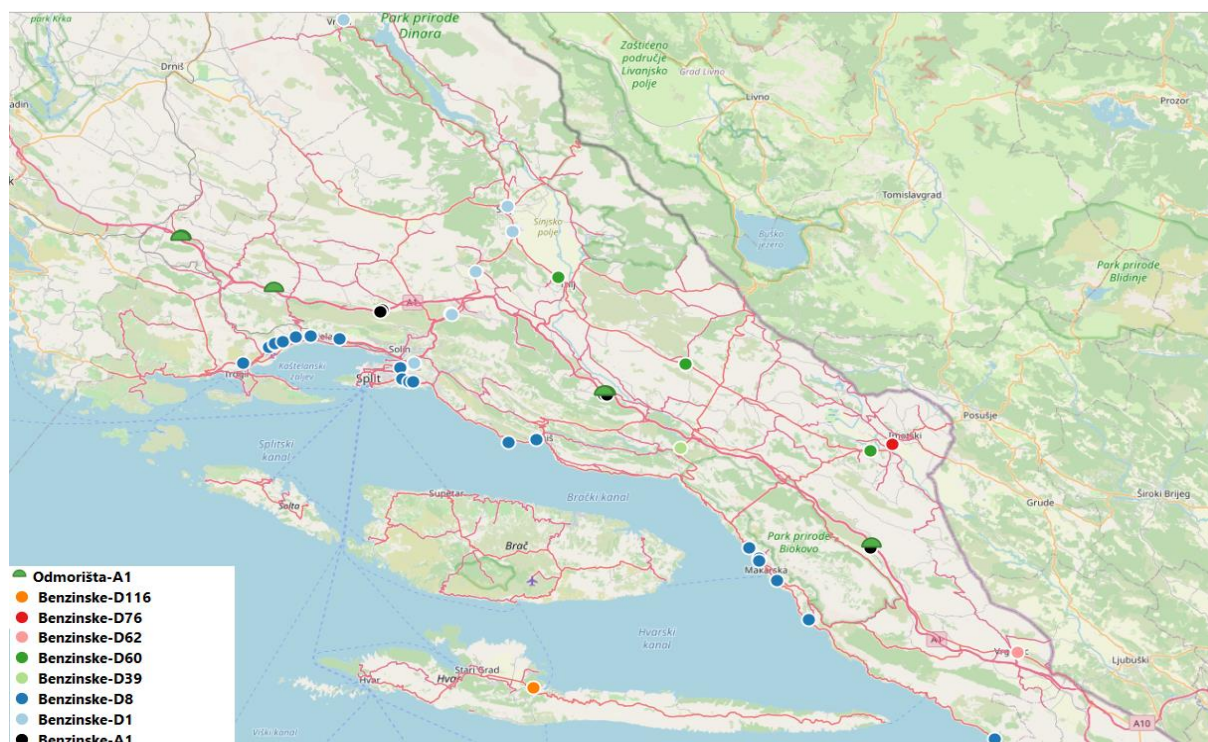 park Krka
Park prirode
Dinara
Drniš
Zaštićeno
područje
Livanjsko
polje
Grad Livno
Livno
Prozor
Tomislavgrad
Sinjsko
polje
Buško
jezero
Park prirode
Blidinje
A1
Solin
Kaštelanski
zaljev
Split
Posušje
Splitski
kanal
Grude
Široki Brijeg
Brački kanal
Supetar
Šolta
Brač
Park prirode
Biokovo
Makarska
Hvarski
kanal
A1
Ljubuški
Stari Grad
Hvar
Viški kanal
A10
Odmorišta-A1
Benzinske-D116
Benzinske-D76
Benzinske-D62
Benzinske-D60
Benzinske-D39
Benzinske-D8
Benzinske-D1
Benzinske-A1